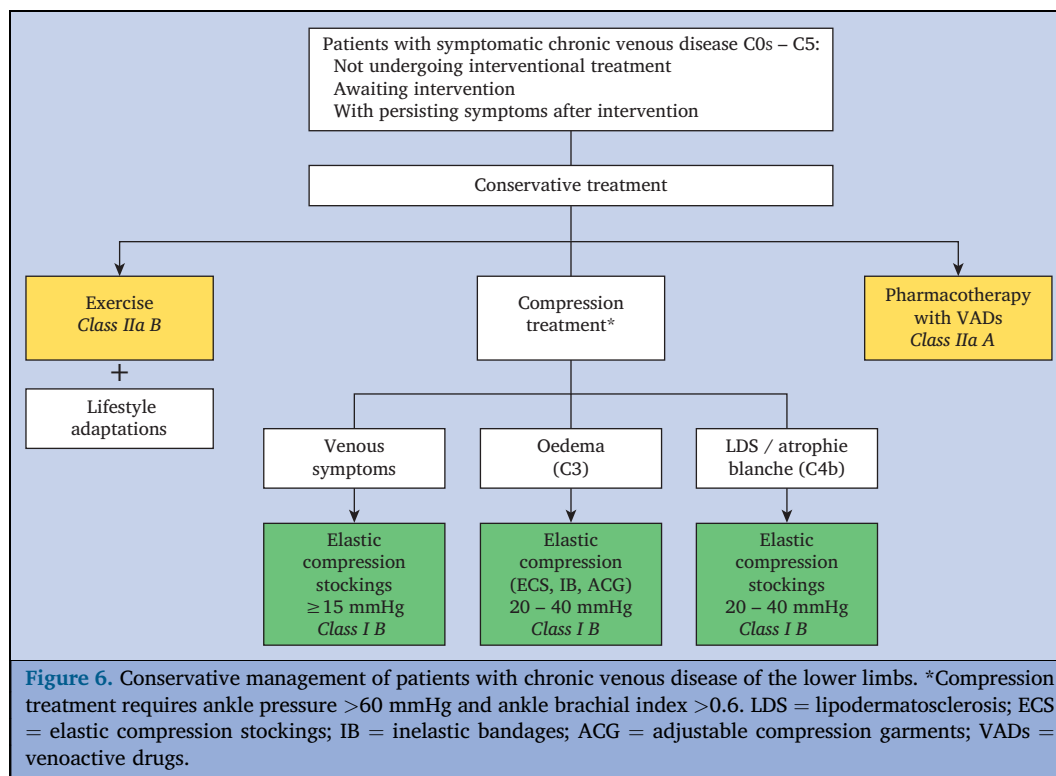 Patients with symptomatic chronic venous disease C0s – C5:
Not undergoing interventional treatment
Awaiting intervention
With persisting symptoms after intervention
Conservative treatment
Exercise
Class IIa B
+
Lifestyle
adaptations
Compression
treatment*
Pharmacotherapy
with VADs
Class IIa A
Venous
symptoms
Oedema
(C3)
LDS / atrophie
blanche (C4b)
Elastic
compression
stockings
≥15 mmHg
Class I B
Elastic
compression
(ECS, IB, ACG)
20 – 40 mmHg
Class I B
Elastic
compression
stockings
20 – 40 mmHg
Class I B
Figure 6. Conservative management of patients with chronic venous disease of the lower limbs. *Compression
treatment requires ankle pressure >60 mmHg and ankle brachial index >0.6. LDS = lipodermatosclerosis; ECS
= elastic compression stockings; IB = inelastic bandages; ACG = adjustable compression garments; VADs =
venoactive drugs.